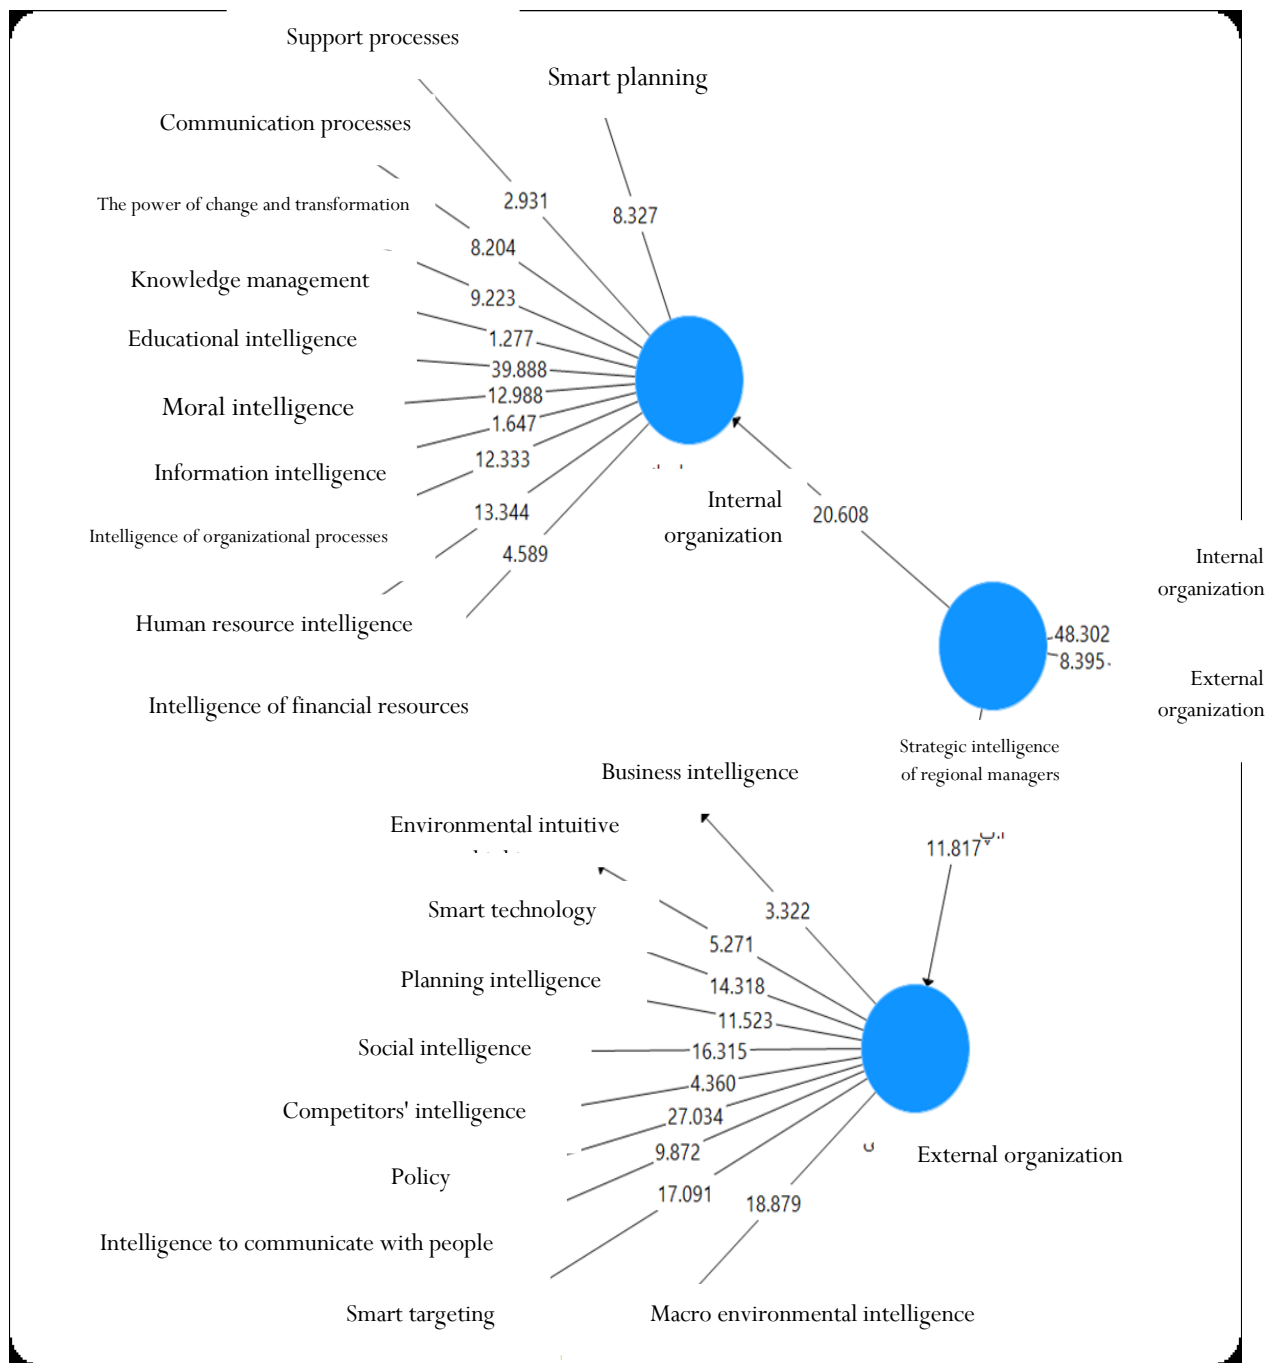 Support processes
Smart planning
Communication processes
The power of change and transformation
2.931
8.327
8.204
Knowledge management
9.223
Educational intelligence
1.277
39.888
12.988
Moral intelligence
1.647
Information intelligence
12.333
Internal
organization
13.344
20.608
Intelligence of organizational processes
4.589
Internal
organization
Human resource intelligence
48.302
8.395
External
organization
Intelligence of financial resources
Strategic intelligence
of regional managers
Business intelligence
Environmental intuitive
11.817
Smart technology
3.322
5.271
Planning intelligence
14.318
11.523
Social intelligence
16.315
4.360
Competitors' intelligence
27.034
9.872
External organization
Policy
17.091
18.879
Intelligence to communicate with people
Smart targeting
Macro environmental intelligence